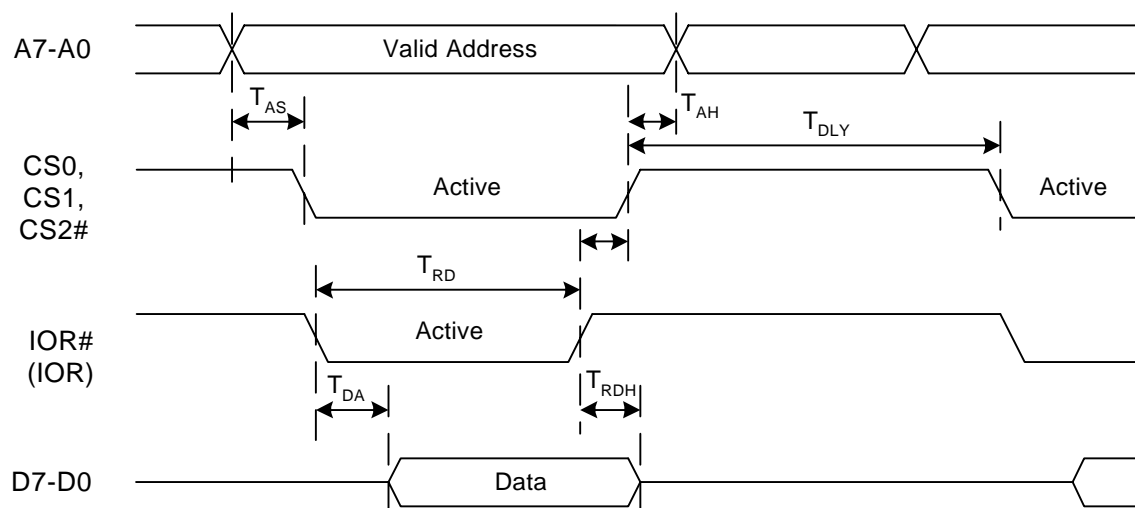 A7-A0
Valid Address
TAS
TAH
TDLY
CS0,
CS1,
CS2#
Active
Active
TRD
IOR#
(IOR)
Active
TDA
TRDH
D7-D0
Data